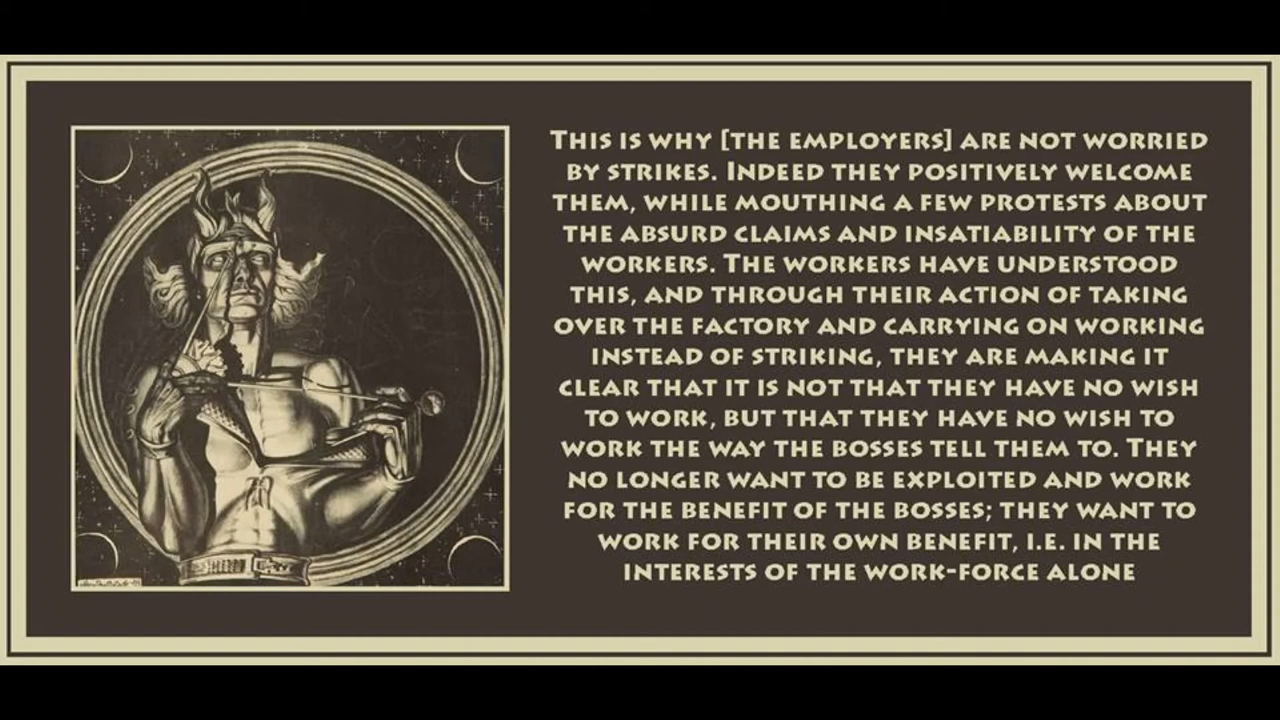 THIS IS WHY [THE EMPLOYERS] ARE NOT WORRIED
BY STRIKES. INDEED THEY POSITIVELY WELCOME
THEM, WHILE MOUTHING A FEW PROTESTS ABOUT
THE ABSURD CLAIMS AND INSATIABILITY OF THE
WORKERS. THE WORKERS HAVE UNDERSTOOD
THIS, AND THROUGH THEIR ACTION OF TAKING
OVER THE FACTORY AND CARRYING ON WORKING
INSTEAD OF STRIKING, THEY ARE MAKING IT
CLEAR THAT IT IS NOT THAT THEY HAVE NO WISH
TO WORK, BUT THAT THEY HAVE NO WISH TO
WORK THE WAY THE BOSSES TELL THEM TO. THEY
NO LONGER WANT TO BE EXPLOITED AND WORK
FOR THE BENEFIT OF THE BOSSES; THEY WANT TO
WORK FOR THEIR OWN BENEFIT, I.E. IN THE
INTERESTS OF THE WORK-FORCE ALONE